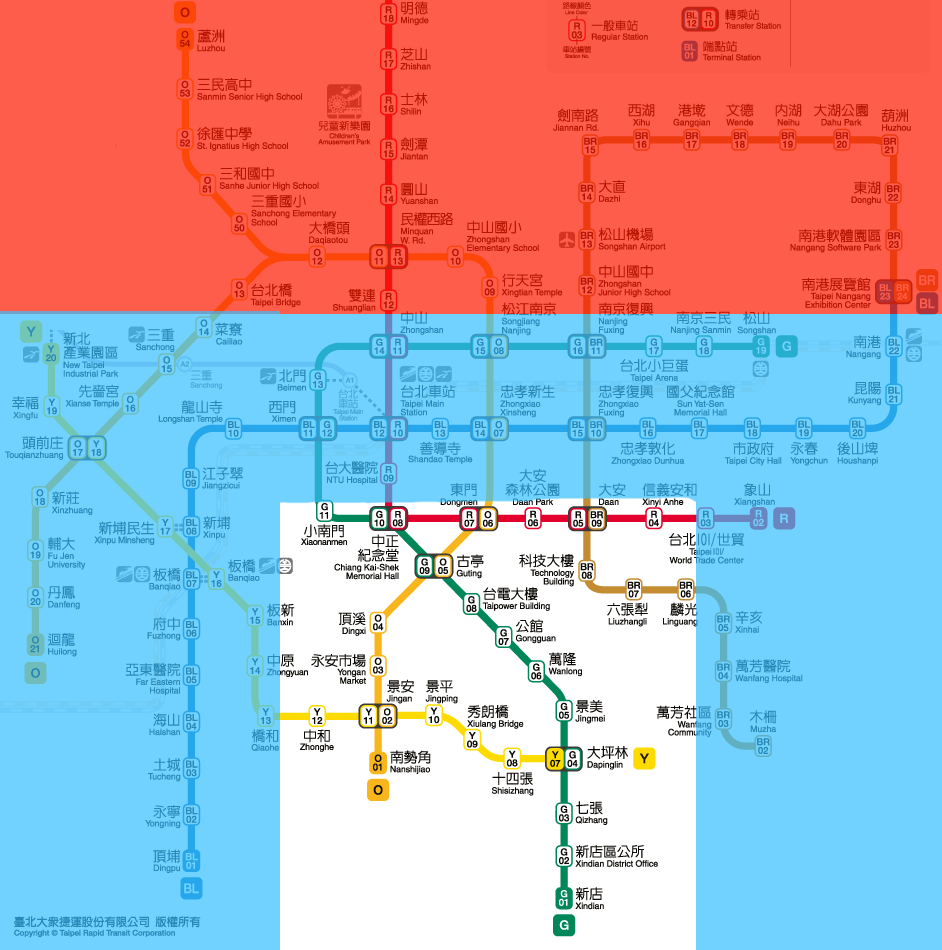 O
O 54
蘆洲
Luzhou
O 53
三民高中
Sanmin Senior High School
O 52
徐匯中學
St. Ignatius High School
O 51
三和國中
Sanhe Junior High School
O 50
三重國小
Sanchong Elementary
School
R 18
明德
Mingde
R 17
芝山
Zhishan
R 16
士林
Shilin
R 15
劍潭
Jiantan
R 14
圓山
Yuanshan
兒童新樂園
Children's
Amusement Park
路線顏色
Line Color
R 03
車站編號
Station No.
一般車站
Regular Station
BL 12
R 10
轉乘站
Transfer Station
BL 01
端點站
Terminal Station
大橋頭
Daqiaotou
O 12
民權西路
Minquan
W. Rd.
O 11
R 13
中山國小
Zhongshan
Elementary School
O 10
O 13
台北橋
Taipei Bridge
雙連
Shuanglian
R 12
O 09
行天宮
Xingtian Temple
劍南路
Jiannan Rd.
BR 15
西湖
Xihu
BR 16
港墘
Gangqian
BR 17
文德
Wende
BR 18
內湖
Neihu
BR 19
大湖公園
Dahu Park
BR 20
葫洲
Huzhou
BR 21
BR 14
大直
Dazhi
BR 13
松山機場
Songshan Airport
BR 12
中山國中
Zhongshan
Junior High School
東湖
Donghu
BR 22
南港軟體園區
Nangang Software Park
BR 23
南港展覽館
Taipei Nangang
Exhibition Center
BL 23
BR 24
BR
BL
Y
Y 20
新北
產業園區
New Taipei
Industrial Park
三重
Sanchong
O 15
O 14
菜寮
Cailiao
A2
三重
Sanchong
幸福
Xingfu
Y 19
先嗇宮
Xianse Temple
O 16
頭前庄
Touqianzhuang
O 17
Y 18
中山
Zhongshan
G 14
R 11
松江南京
Songjiang
Nanjing
G 15
O 08
南京復興
Nanjing
Fuxing
G 16
BR 11
南京三民
Nanjing Sanmin
G 17
台北小巨蛋
Taipei Arena
G 18
松山
Songshan
G 19
G
南港
Nangang
BL 22
昆陽
Kunyang
BL 21
北門
Beimen
G 13
A1
台北
車站
Taipei Main
Station
台北車站
Taipei Main
Station
BL 12
R 10
龍山寺
Longshan Temple
BL 10
西門
Ximen
BL 11
G 12
BL 13
善導寺
Shandao Temple
忠孝新生
Zhongxiao
Xinsheng
BL 14
O 07
忠孝復興
Zhongxiao
Fuxing
BL 15
BR 10
BL 16
忠孝敦化
Zhongxiao Dunhua
國父紀念館
Sun Yat-Sen
Memorial Hall
BL 17
BL 18
市政府
Taipei City Hall
BL 19
永春
Yongchun
BL 20
後山埤
Houshanpi
台大醫院
NTU Hospital
R 09
O 18
新莊
Xinzhuang
O 19
輔大
Fu Jen
University
O 20
丹鳳
Danfeng
O 21
迴龍
Huilong
O
BL 09
江子翠
Jiangzicui
新埔民生
Xinpu Minsheng
Y 17
BL 08
新埔
Xinpu
板橋
Banqiao
BL 07
Y 16
板橋
Banqiao
府中
Fuzhong
BL 06
亞東醫院
Far Eastern
Hospital
BL 05
海山
Haishan
BL 04
土城
Tucheng
BL 03
永寧
Yongning
BL 02
頂埔
Dingpu
BL 01
BL
Y 15
板新
Banxin
Y 14
中原
Zhongyuan
Y 13
橋和
Qiaohe
Y 12
中和
Zhonghe
G 11
小南門
Xiaonanmen
G 10
R 08
中正
紀念堂
Chiang Kai-Shek
Memorial Hall
東門
Dongmen
R 07
O 06
大安
森林公園
Daan Park
R 06
大安
Daan
R 05
BR 09
信義安和
Xinyi Anhe
R 04
R 03
台北101/世貿
Taipei 101/
World Trade Center
象山
Xiangshan
R 02
R
G 09
O 05
古亭
Guting
G 08
台電大樓
Taipower Building
G 07
公館
Gongguan
G 06
萬隆
Wanlong
G 05
景美
Jingmei
科技大樓
Technology
Building
BR 08
BR 07
六張犁
Liuzhangli
BR 06
麟光
Linguang
BR 05
辛亥
Xinhai
BR 04
萬芳醫院
Wanfang Hospital
萬芳社區
Wanfang
Community
BR 03
木柵
Muzha
BR 02
頂溪
Dingxi
O 04
永安市場
Yongan
Market
O 03
景安
Jingan
Y 11
O 02
景平
Jingping
Y 10
秀朗橋
Xiulang Bridge
Y 09
Y 08
十四張
Shisizhang
Y 07
G 04
大坪林
Dapinglin
Y
O 01
南勢角
Nanshijiao
O
G 03
七張
Qizhang
G 02
新店區公所
Xindian District Office
G 01
新店
Xindian
G
臺北大眾捷運股份有限公司 版權所有
Copyright © Taipei Rapid Transit Corporation